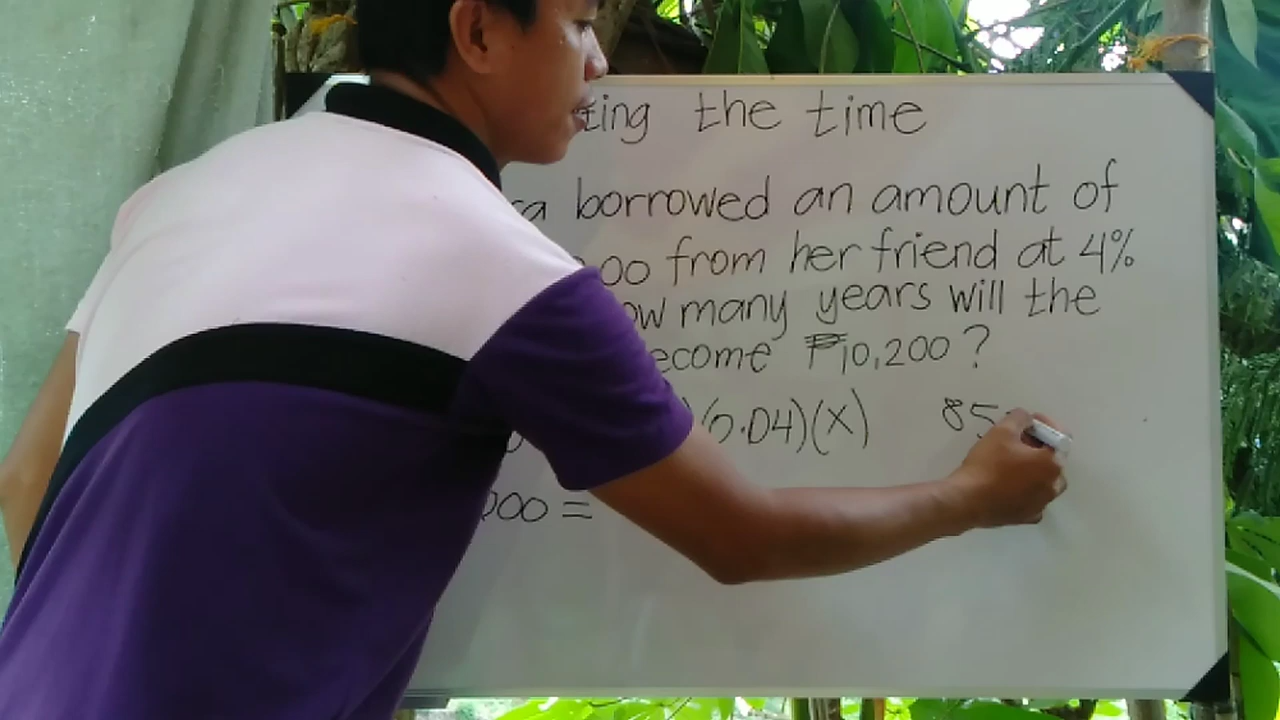 ting the time
borrowed an amount of
00 from her friend at 4%
ow many years will the
ecome ₱10,200?
(0.04)(x) 85
200 =